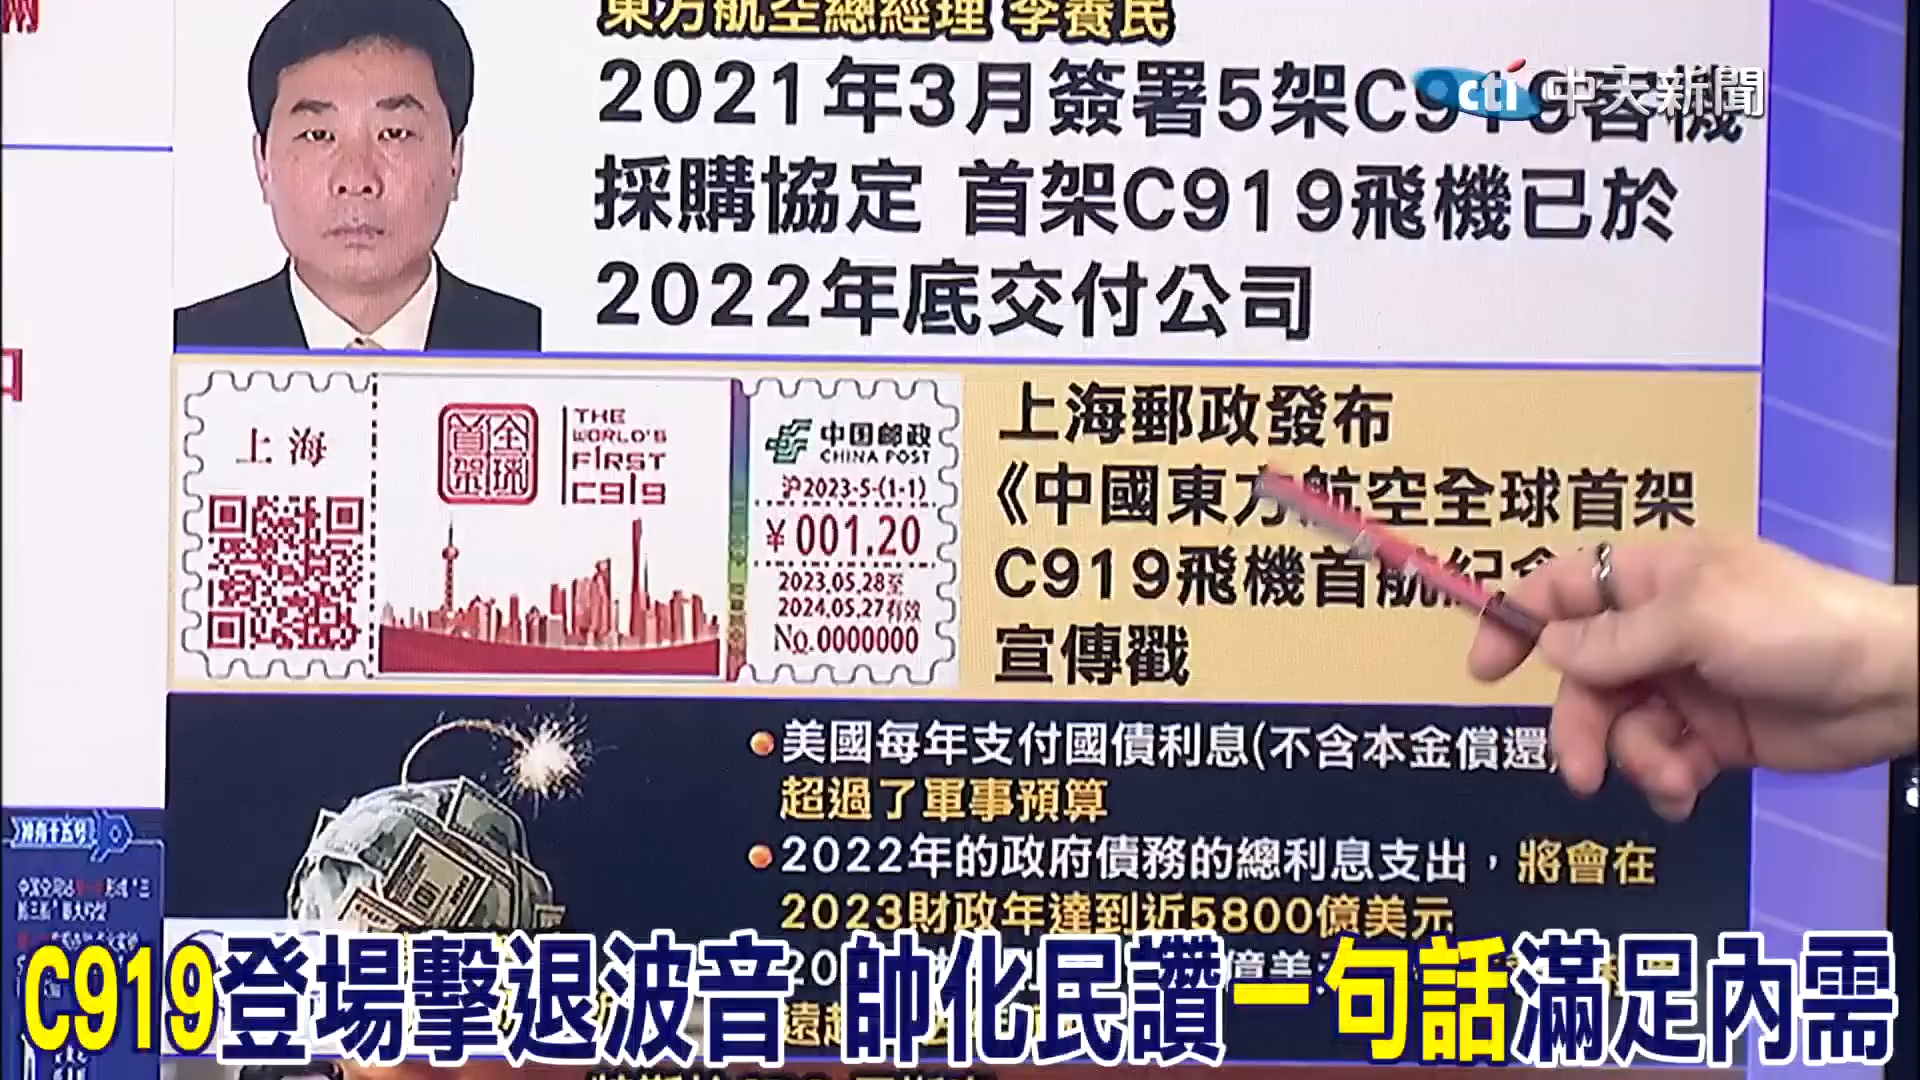 東方航空總經理 李養民
2021年3月簽署5架C919客機
採購協定 首架C919飛機已於
2022年底交付公司
cti 中天新聞
上海
全球首架
THE
WORLD'S
FIRST
C919
中国邮政
CHINA POST
沪2023-5-(1-1)
¥001.20
2023.05.28至
2024.05.27有效
No.0000000
上海郵政發布
《中國東方航空全球首架
C919飛機首航紀念
宣傳戳
美國每年支付國債利息(不含本金償還
超過了軍事預算
2022年的政府債務的總利息支出，將會在
2023財政年達到近5800億美元
C919登場擊退波音 帥化民讚一句話滿足內需